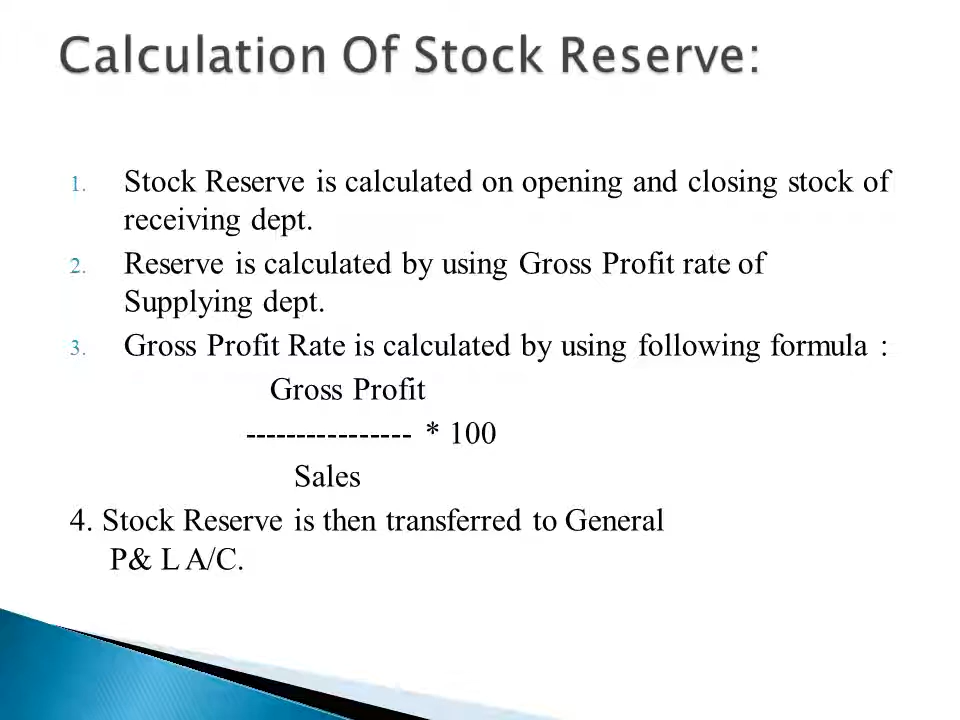 Calculation Of Stock Reserve:
1. Stock Reserve is calculated on opening and closing stock of
receiving dept.
2. Reserve is calculated by using Gross Profit rate of
Supplying dept.
3. Gross Profit Rate is calculated by using following formula :
Gross Profit
---------------- * 100
Sales
4. Stock Reserve is then transferred to General
P& L A/C.